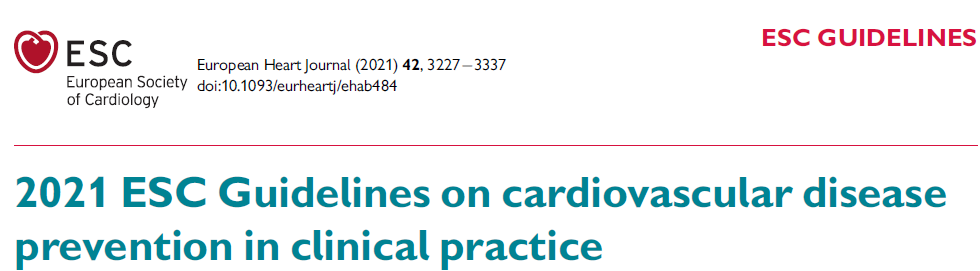 ESC
European Society
of Cardiology
European Heart Journal (2021) 42, 3227–3337
doi:10.1093/eurheartj/ehab484
ESC GUIDELINES
2021 ESC Guidelines on cardiovascular disease
prevention in clinical practice